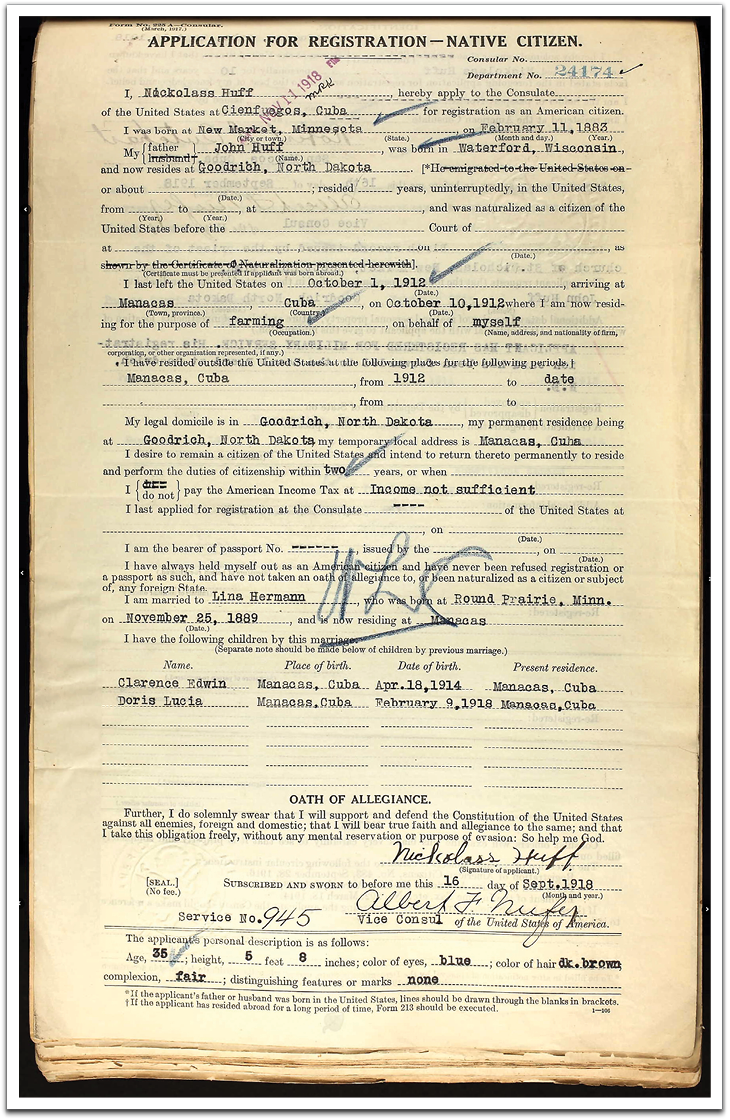 Form No. 225 A—Consular.
(March, 1917.)
APPLICATION FOR REGISTRATION—NATIVE CITIZEN.
Consular No.
Department No. 24174
NOV 11 1918
I, Nickolass Huff, hereby apply to the Consulate
of the United States at Cienfuegos, Cuba for registration as an American citizen.
I was born at New Market, Minnesota on February 11,1883
(City or town.) (State.) (Month and day.) (Year.)
My {father husband} John Huff, was born in Waterford, Wisconsin,
(Name.)
and now resides at Goodrich, North Dakota [*He emigrated to the United States on
or about ; resided years, uninterruptedly, in the United States,
(Date.)
from to , at , and was naturalized as a citizen of the
(Year.) (Year.)
United States before the Court of
at , on , as
(Date.)
shown by the Certificate of Naturalization presented herewith].
(Certificate must be presented if applicant was born abroad.)
I last left the United States on October 1, 1912, arriving at
(Date.)
Manacas Cuba, on October 10,1912 where I am now resid-
(Town, province.) (Country.) (Date.)
ing for the purpose of farming, on behalf of myself
(Occupation.) (Name, address, and nationality of firm,
corporation, or other organization represented, if any.)
I have resided outside the United States at the following places for the following periods,†
Manacas, Cuba, from 1912 to date
, from to
My legal domicile is in Goodrich, North Dakota, my permanent residence being
at Goodrich, North Dakota my temporary local address is Manacas, Cuba
I desire to remain a citizen of the United States and intend to return thereto permanently to reside
and perform the duties of citizenship within two years, or when
I {do do not} pay the American Income Tax at Income not sufficient
I last applied for registration at the Consulate ---- of the United States at
, on
(Date.)
I am the bearer of passport No. ------, issued by the , on
(Date.)
I have always held myself out as an American citizen and have never been refused registration or
a passport as such, and have not taken an oath of allegiance to, or been naturalized as a citizen or subject
of, any foreign State.
I am married to Lina Hermann, who was born at Round Prairie, Minn.
on November 25, 1889, and is now residing at Manacas
(Date.)
I have the following children by this marriage.
(Separate note should be made below of children by previous marriage.)
Name. Place of birth. Date of birth. Present residence.
Clarence Edwin Manacas, Cuba Apr.18,1914 Manacas, Cuba
Doris Lucia Manacas,Cuba February 9,1918 Manacas,Cuba
OATH OF ALLEGIANCE.
Further, I do solemnly swear that I will support and defend the Constitution of the United States
against all enemies, foreign and domestic; that I will bear true faith and allegiance to the same; and that
I take this obligation freely, without any mental reservation or purpose of evasion: So help me God.
Nickolass Huff
(Signature of applicant.)
[SEAL.]
(No fee.)
SUBSCRIBED AND SWORN to before me this 16 day of Sept.1918
(Month and year.)
Albert F Nufer
Service No. 945 Vice Consul of the United States of America.
The applicant's personal description is as follows:
Age, 35; height, 5 feet 8 inches; color of eyes, blue; color of hair dk.brown,
complexion, fair; distinguishing features or marks none
*If the applicant's father or husband was born in the United States, lines should be drawn through the blanks in brackets.
†If the applicant has resided abroad for a long period of time, Form 213 should be executed.
1—106